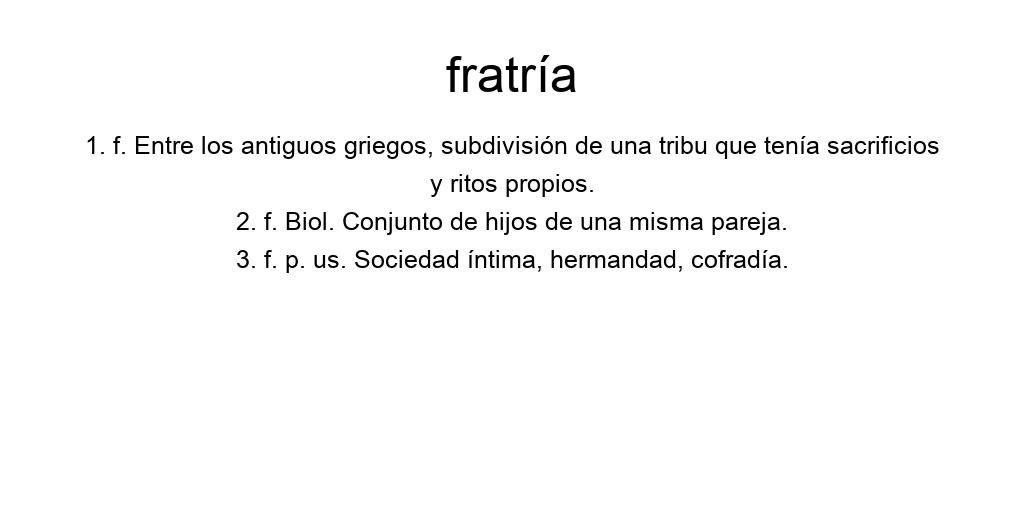 fratría
1. f. Entre los antiguos griegos, subdivisión de una tribu que tenía sacrificios
y ritos propios.
2. f. Biol. Conjunto de hijos de una misma pareja.
3. f. p. us. Sociedad íntima, hermandad, cofradía.